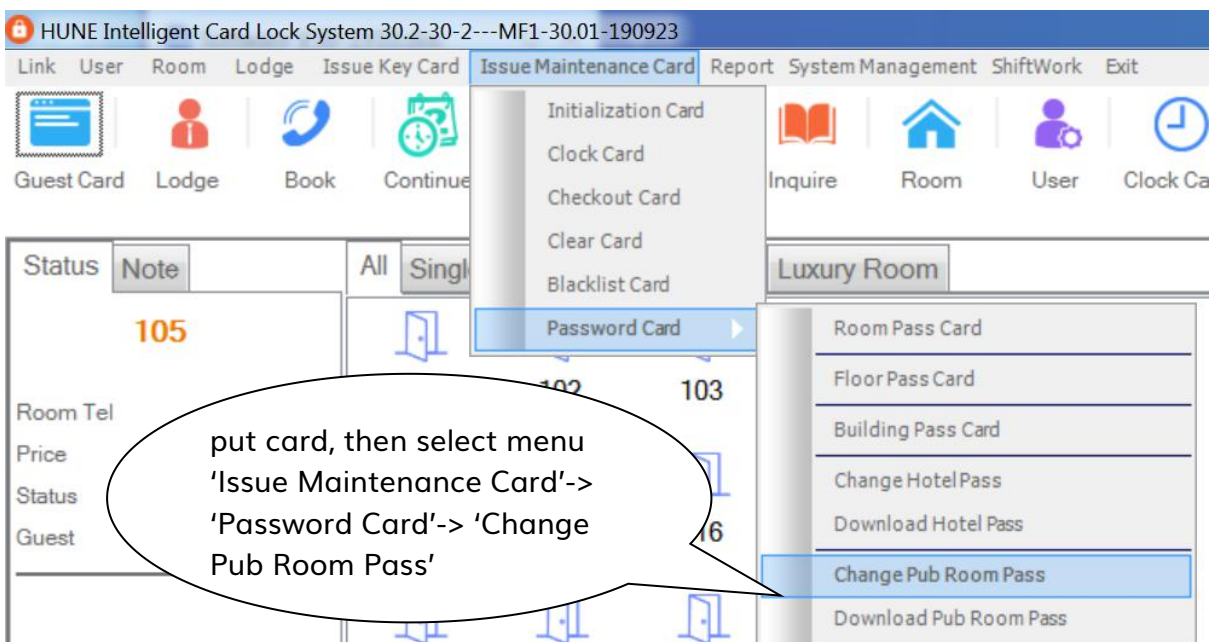 HUNE Intelligent Card Lock System 30.2-30-2---MF1-30.01-190923
Link User Room Lodge Issue Key Card Issue Maintenance Card Report System Management ShiftWork Exit
Guest Card Lodge Book Continue Inquire Room User Clock Ca
Initialization Card
Clock Card
Checkout Card
Clear Card
Blacklist Card
Password Card
Status Note All Singl Luxury Room
105
102 103
Room Tel
Price
Status
Guest
16
put card, then select menu
‘Issue Maintenance Card’->
‘Password Card’-> ‘Change
Pub Room Pass’
Room Pass Card
Floor Pass Card
Building Pass Card
Change Hotel Pass
Download Hotel Pass
Change Pub Room Pass
Download Pub Room Pass